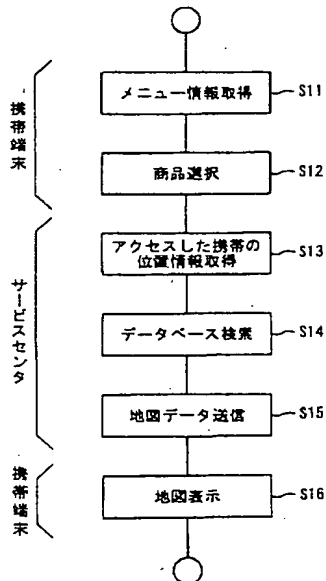 携帯端末
メニュー情報取得
S11
商品選択
S12
サービスセンタ
アクセスした携帯の
位置情報取得
S13
データベース検索
S14
地図データ送信
S15
携帯端末
地図表示
S16